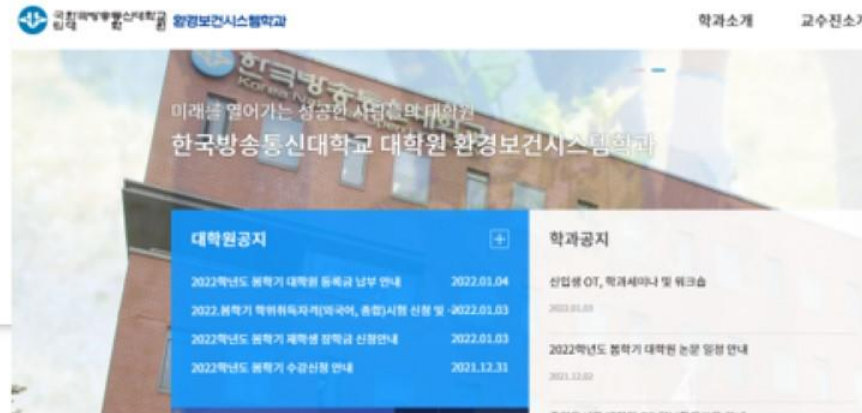 환경보건시스템학과
학과소개 교수진소개
미래를 열어가는 성공한 사람들의 대학원
한국방송통신대학교 대학원 환경보건시스템학과
대학원공지
2022학년도 봄학기 대학원 등록금 납부 안내 2022.01.04
2022.봄학기 학위취득자격(외국어, 종합)시험 신청 및 - 2022.01.03
2022학년도 봄학기 재학생 장학금 신청안내 2022.01.03
2022학년도 봄학기 수강신청 안내 2021.12.31
학과공지
신입생 OT, 학과세미나 및 워크숍
2022.01.03
2022학년도 봄학기 대학원 논문 일정 안내
2021.12.02